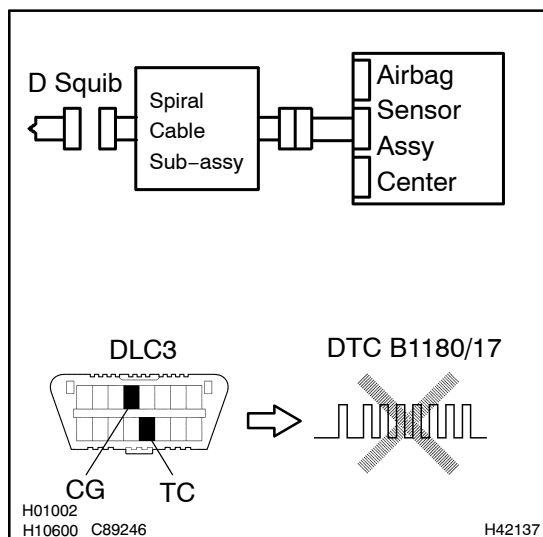 D Squib
Spiral
Cable
Sub−assy
Airbag
Sensor
Assy
Center
DLC3
DTC B1180/17
CG
TC
H01002
H10600 C89246
H42137